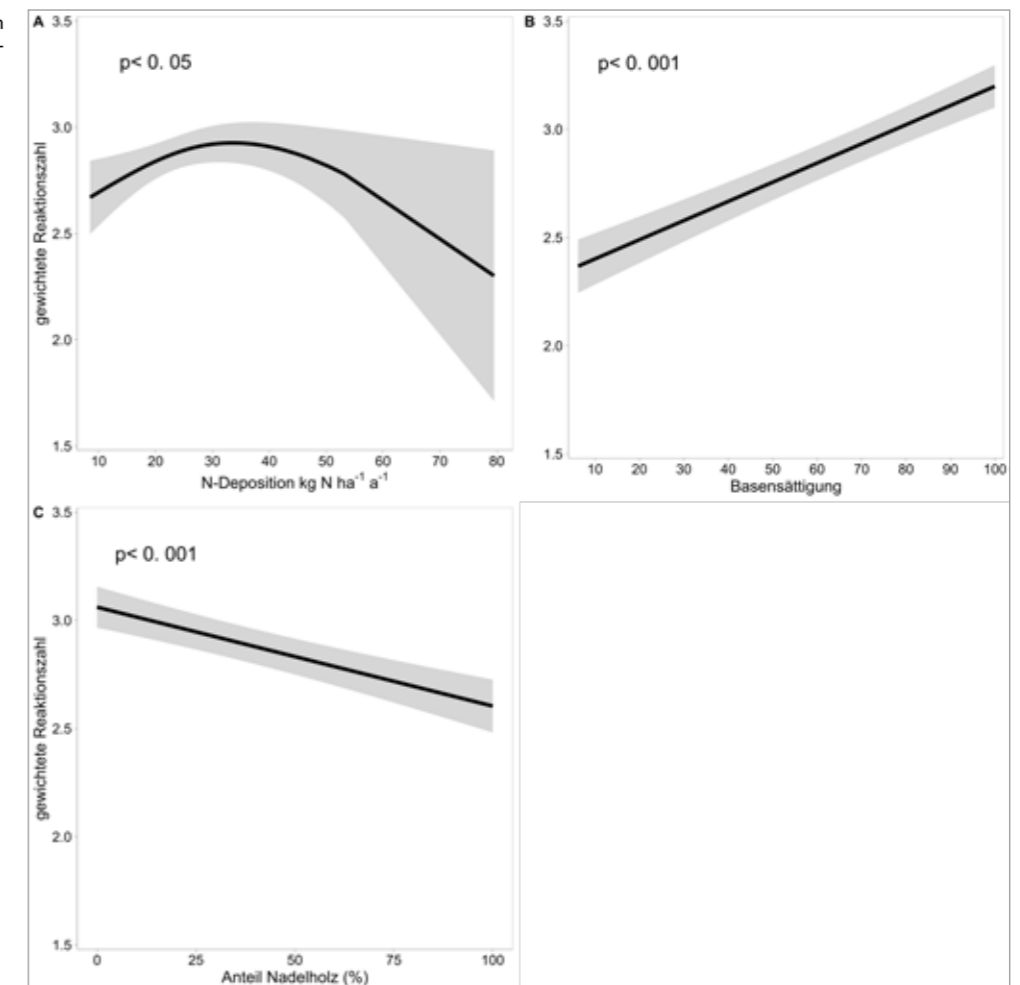 n
-
A
3.5
3.0
2.5
2.0
1.5
p< 0. 05
gewichtete Reaktionszahl
10 20 30 40 50 60 70 80
N-Deposition kg N ha⁻¹ a⁻¹
B
3.5
3.0
2.5
2.0
1.5
p< 0. 001
10 20 30 40 50 60 70 80 90 100
Basensättigung
C
3.5
3.0
2.5
2.0
1.5
p< 0. 001
gewichtete Reaktionszahl
0 25 50 75 100
Anteil Nadelholz (%)